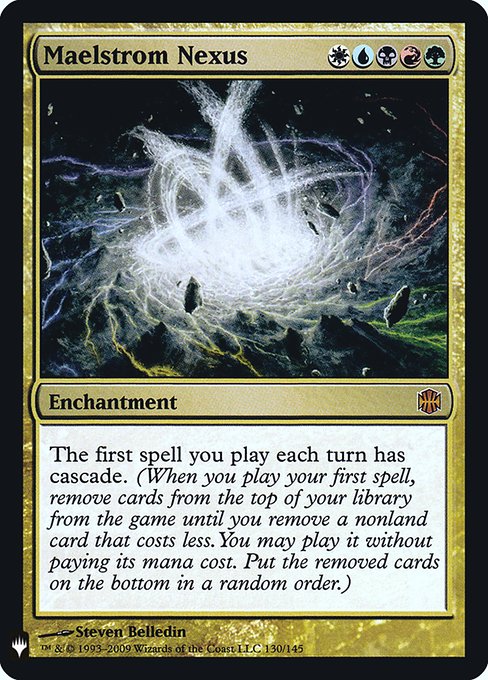 Maelstrom Nexus
Enchantment
The first spell you play each turn has
cascade. (When you play your first spell,
remove cards from the top of your library
from the game until you remove a nonland
card that costs less. You may play it without
paying its mana cost. Put the removed cards
on the bottom in a random order.)
Steven Belledin
™ & © 1993–2009 Wizards of the Coast LLC 130/145